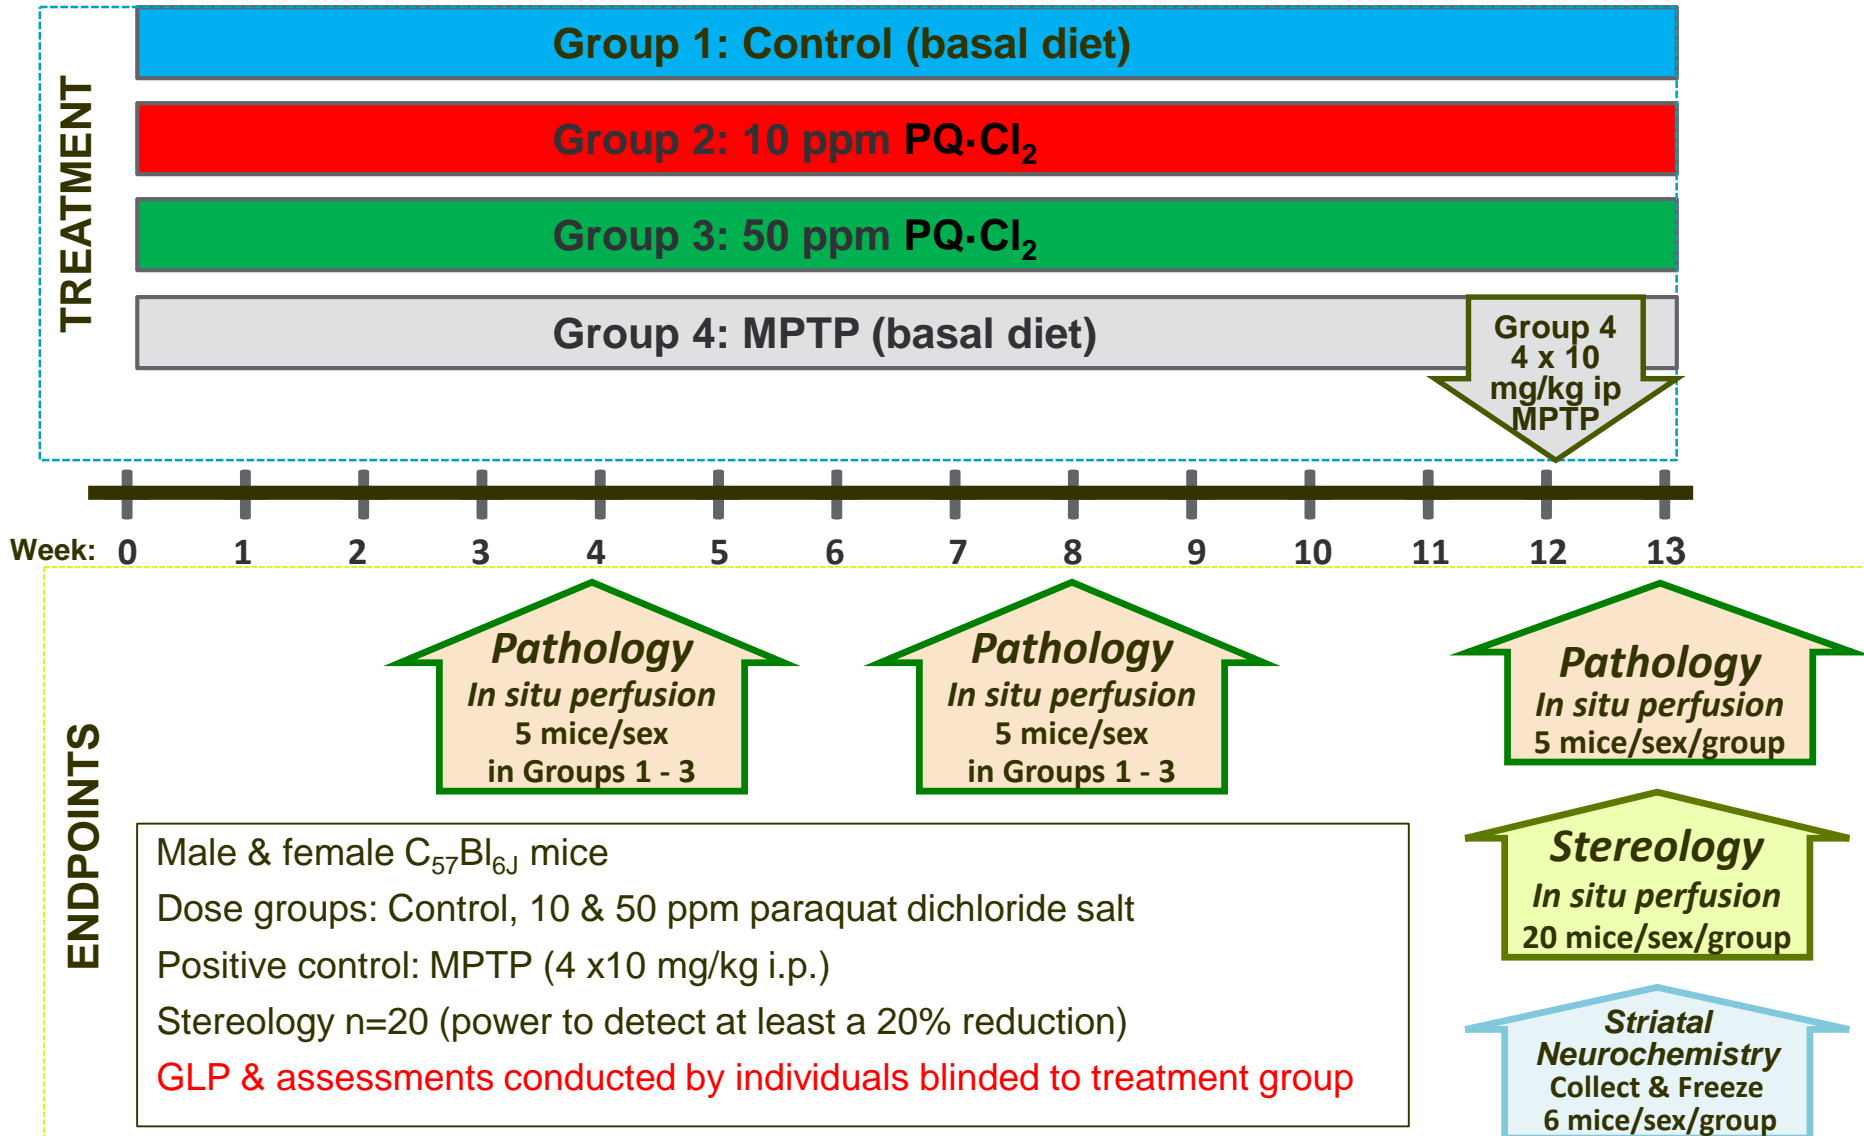 TREATMENT
Group 1: Control (basal diet)
Group 2: 10 ppm PQ·Cl₂
Group 3: 50 ppm PQ·Cl₂
Group 4: MPTP (basal diet)
Group 4
4 x 10
mg/kg ip
MPTP
Week: 0 1 2 3 4 5 6 7 8 9 10 11 12 13
ENDPOINTS
Pathology
In situ perfusion
5 mice/sex
in Groups 1 - 3
Pathology
In situ perfusion
5 mice/sex
in Groups 1 - 3
Pathology
In situ perfusion
5 mice/sex/group
Stereology
In situ perfusion
20 mice/sex/group
Striatal
Neurochemistry
Collect & Freeze
6 mice/sex/group
Male & female C₅₇Bl₆J mice
Dose groups: Control, 10 & 50 ppm paraquat dichloride salt
Positive control: MPTP (4 x10 mg/kg i.p.)
Stereology n=20 (power to detect at least a 20% reduction)
GLP & assessments conducted by individuals blinded to treatment group